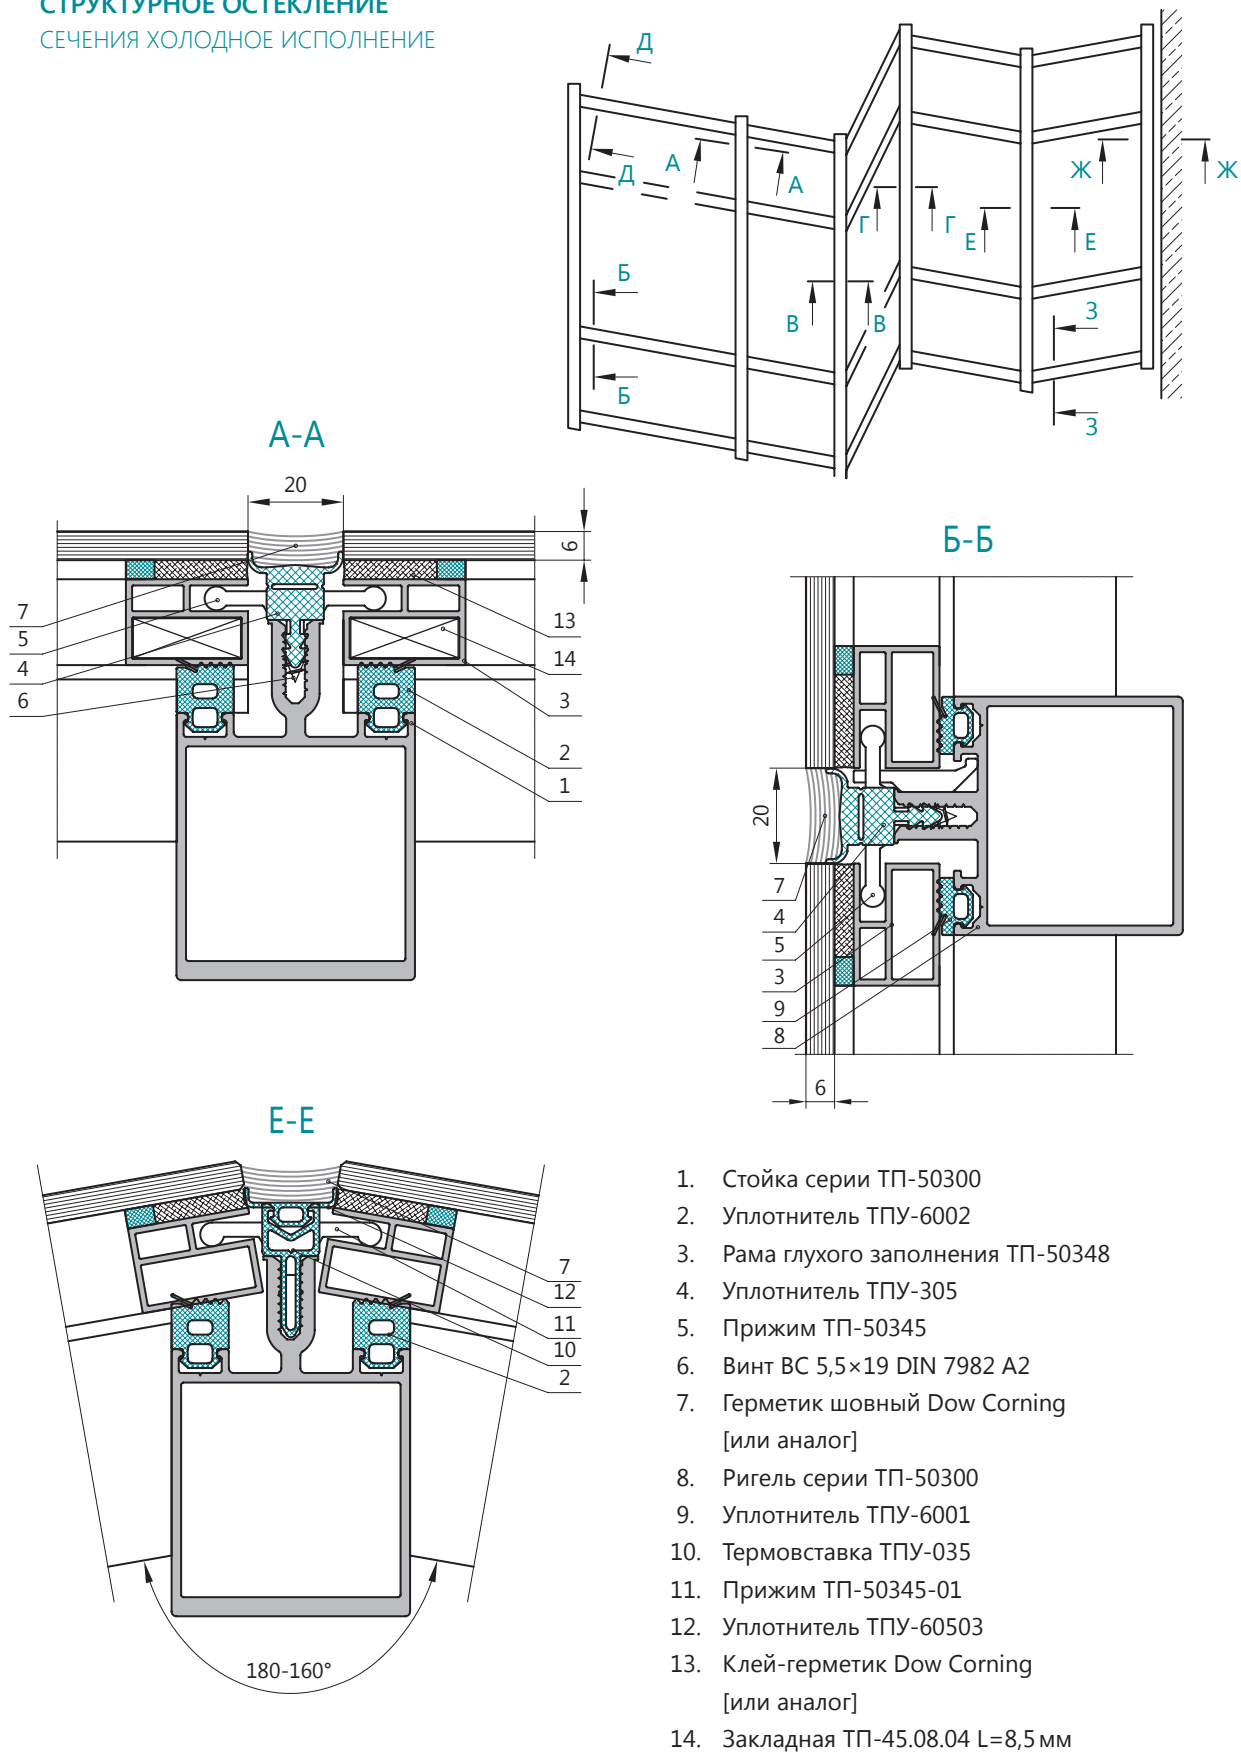 СТРУКТУРНОЕ ОСТЕКЛЕНИЕ
СЕЧЕНИЯ ХОЛОДНОЕ ИСПОЛНЕНИЕ
Д
Д
А
А
Б
Б
В
В
Г
Г
Е
Е
Ж
Ж
З
З
А-А
20
6
7
5
4
6
13
14
3
2
1
Б-Б
20
7
4
5
3
9
8
6
Е-Е
7
12
11
10
2
180-160°
1. Стойка серии ТП-50300
2. Уплотнитель ТПУ-6002
3. Рама глухого заполнения ТП-50348
4. Уплотнитель ТПУ-305
5. Прижим ТП-50345
6. Винт ВС 5,5×19 DIN 7982 А2
7. Герметик шовный Dow Corning
[или аналог]
8. Ригель серии ТП-50300
9. Уплотнитель ТПУ-6001
10. Термовставка ТПУ-035
11. Прижим ТП-50345-01
12. Уплотнитель ТПУ-60503
13. Клей-герметик Dow Corning
[или аналог]
14. Закладная ТП-45.08.04 L=8,5 мм